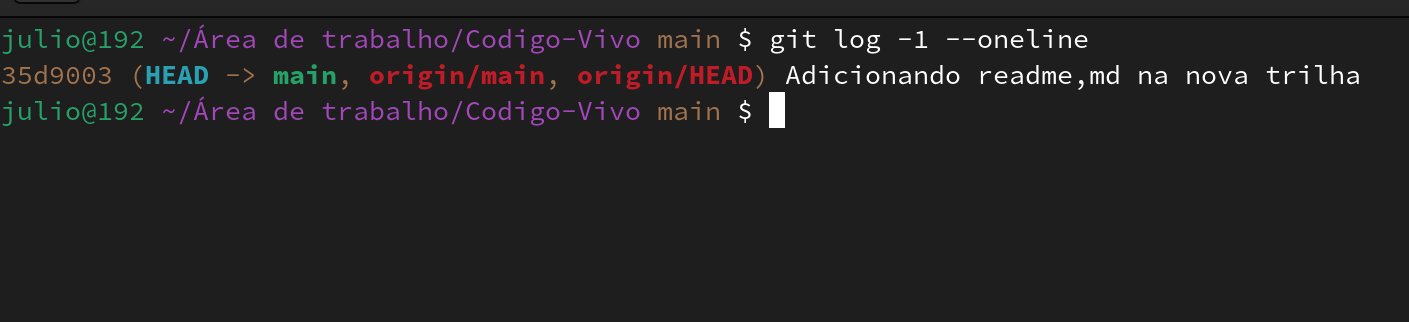 julio@192 ~/Área de trabalho/Codigo-Vivo main $ git log -1 --oneline
35d9003 (HEAD -> main, origin/main, origin/HEAD) Adicionando readme,md na nova trilha
julio@192 ~/Área de trabalho/Codigo-Vivo main $